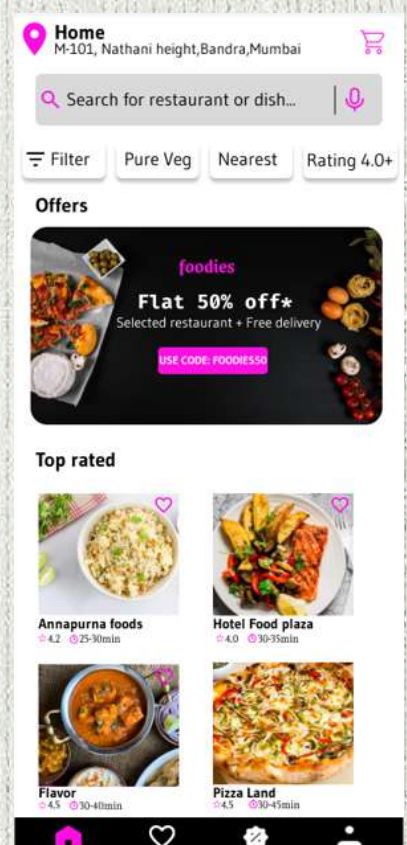 Home
M-101, Nathani height,Bandra,Mumbai
Search for restaurant or dish...
Filter
Pure Veg
Nearest
Rating 4.0+
Offers
foodies
Flat 50% off*
Selected restaurant + Free delivery
USE CODE: FOODIES50
Top rated
Annapurna foods
4.2 25-30min
Hotel Food plaza
4.0 30-35min
Flavor
4.5 30-40min
Pizza Land
4.5 30-45min